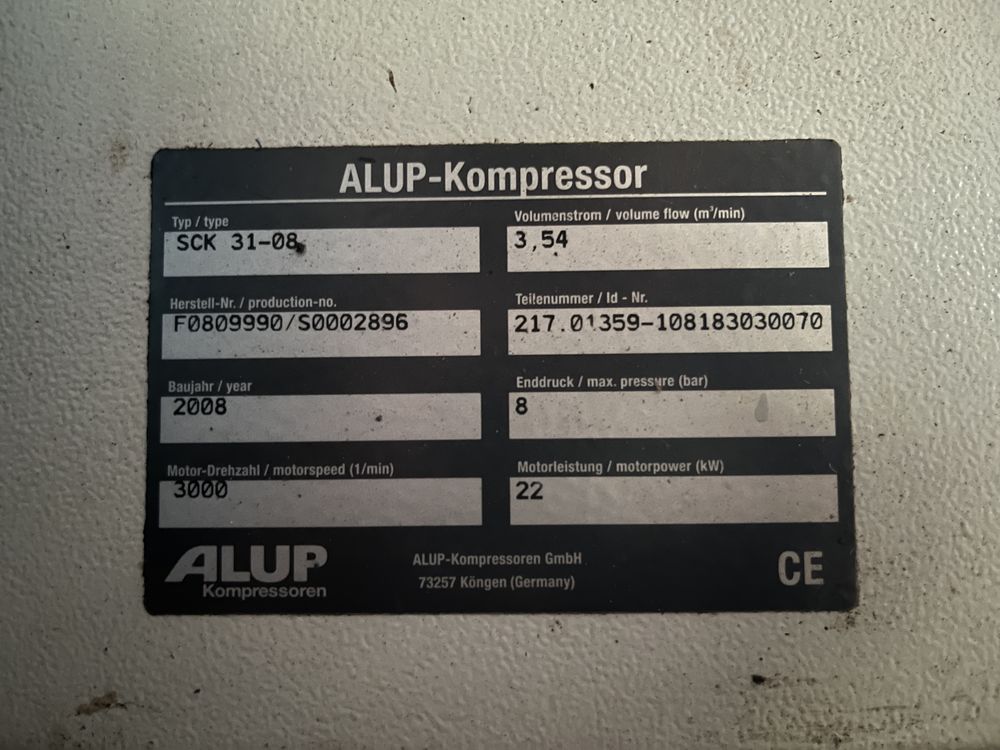 ALUP-Kompressor
Typ / type
SCK 31-08
Volumenstrom / volume flow (m³/min)
3,54
Herstell-Nr. / production-no.
F0809990/S0002896
Teilenummer / Id - Nr.
217.01359-108183030070
Baujahr / year
2008
Enddruck / max. pressure (bar)
8
Motor-Drehzahl / motorspeed (1/min)
3000
Motorleistung / motorpower (kW)
22
ALUP
Kompressoren
ALUP-Kompressoren GmbH
73257 Köngen (Germany)
CE